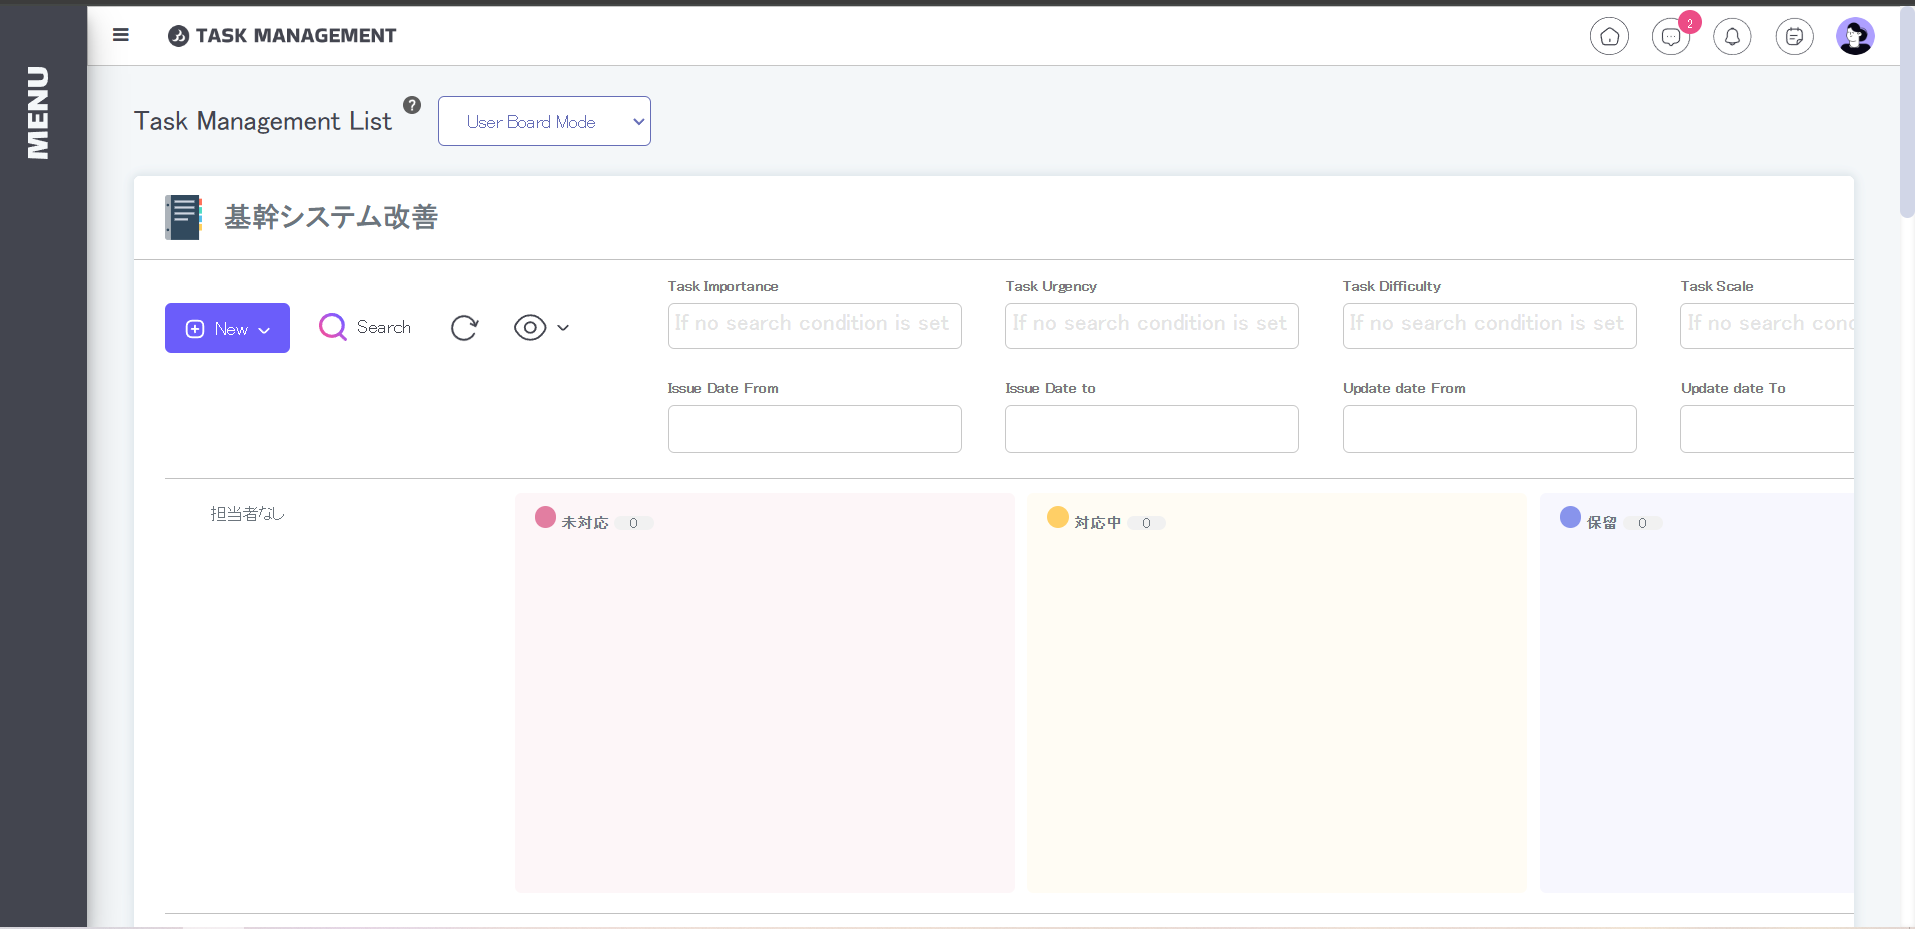 MENU
TASK MANAGEMENT
2
Task Management List
?
User Board Mode
基幹システム改善
New
Search
Task Importance
Task Urgency
Task Difficulty
Task Scale
If no search condition is set
If no search condition is set
If no search condition is set
If no search cond
Issue Date From
Issue Date to
Update date From
Update date To
担当者なし
未対応 0
対応中 0
保留 0